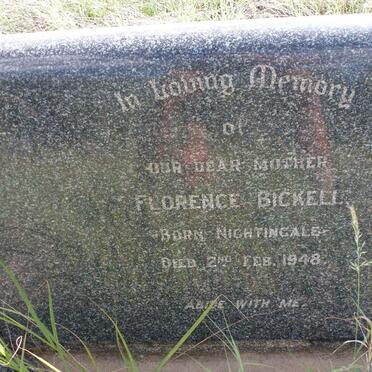 In Loving Memory
of
OUR DEAR MOTHER
FLORENCE BICKELL
-BORN NIGHTINGALE-
DIED 2ND FEB. 1948.
ABIDE WITH ME.